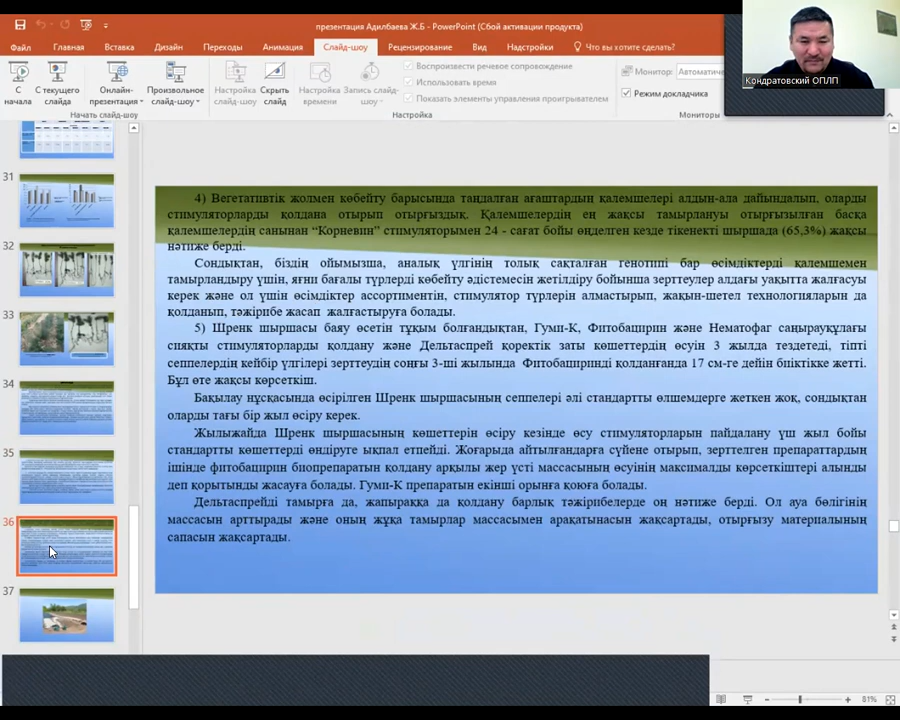 презентация Адилбаева Ж.Б - PowerPoint (Сбой активации продукта)
Файл Главная Вставка Дизайн Переходы Анимация Слайд-шоу Рецензирование Вид Надстройки Что вы хотите сделать?
Кондратовский ОПЛП
С начала
С текущего слайда
Онлайн-презентация
Произвольное слайд-шоу
Настройка слайд-шоу
Скрыть слайд
Настройка времени
Запись слайд-шоу
Воспроизвести речевое сопровождение
Использовать время
Показать элементы управления проигрывателем
Монитор: Автоматиче
Режим докладчика
Начать слайд-шоу
Настройка
Мониторы
31
32
33
34
35
36
37
4) Вегетативтік жолмен көбейту барысында таңдалған ағаштардың қалемшелері алдын-ала дайындалып, оларды
стимуляторларды қолдана отырып отырғыздық. Қалемшелердің ең жақсы тамырлануы отырғызылған басқа
қалемшелердің санынан “Корневин” стимуляторымен 24 - сағат бойы өңделген кезде тікенекті шыршада (65,3%) жақсы
нәтиже берді.
Сондықтан, біздің ойымызша, аналық үлгінің толық сақталған генотипі бар өсімдіктерді қалемшемен
тамырландыру үшін, яғни бағалы түрлерді көбейту әдістемесін жетілдіру бойынша зерттеулер алдағы уақытта жалғасуы
керек және ол үшін өсімдіктер ассортиментін, стимулятор түрлерін алмастырып, жақын-шетел технологияларын да
қолданып, тәжірибе жасап жалғастыруға болады.
5) Шренк шыршасы баяу өсетін тұқым болғандықтан, Гуми-К, Фитобацирин және Нематофаг саңырауқұлағы
сияқты стимуляторларды қолдану және Дельтаспрей қоректік заты көшеттердің өсуін 3 жылда тездетеді, тіпті
сеппелердің кейбір үлгілері зерттеудің соңғы 3-ші жылында Фитобациринді қолданғанда 17 см-ге дейін биіктікке жетті.
Бұл өте жақсы көрсеткіш.
Бақылау нұсқасында өсірілген Шренк шыршасының сеппелері әлі стандартты өлшемдерге жеткен жоқ, сондықтан
оларды тағы бір жыл өсіру керек.
Жылыжайда Шренк шыршасының көшеттерін өсіру кезінде өсу стимуляторларын пайдалану үш жыл бойы
стандартты көшеттерді өндіруге ықпал етпейді. Жоғарыда айтылғандарға сүйене отырып, зерттелген препараттардың
ішінде фитобацирин биопрепаратын қолдану арқылы жер үсті массасының өсуінің максималды көрсеткіштері алынды
деп қорытынды жасауға болады. Гуми-К препаратын екінші орынға қоюға болады.
Дельтаспрейді тамырға да, жапыраққа да қолдану барлық тәжірибелерде оң нәтиже берді. Ол ауа бөлігінің
массасын арттырады және оның жұқа тамырлар массасымен арақатынасын жақсартады, отырғызу материалының
сапасын жақсартады.
81%